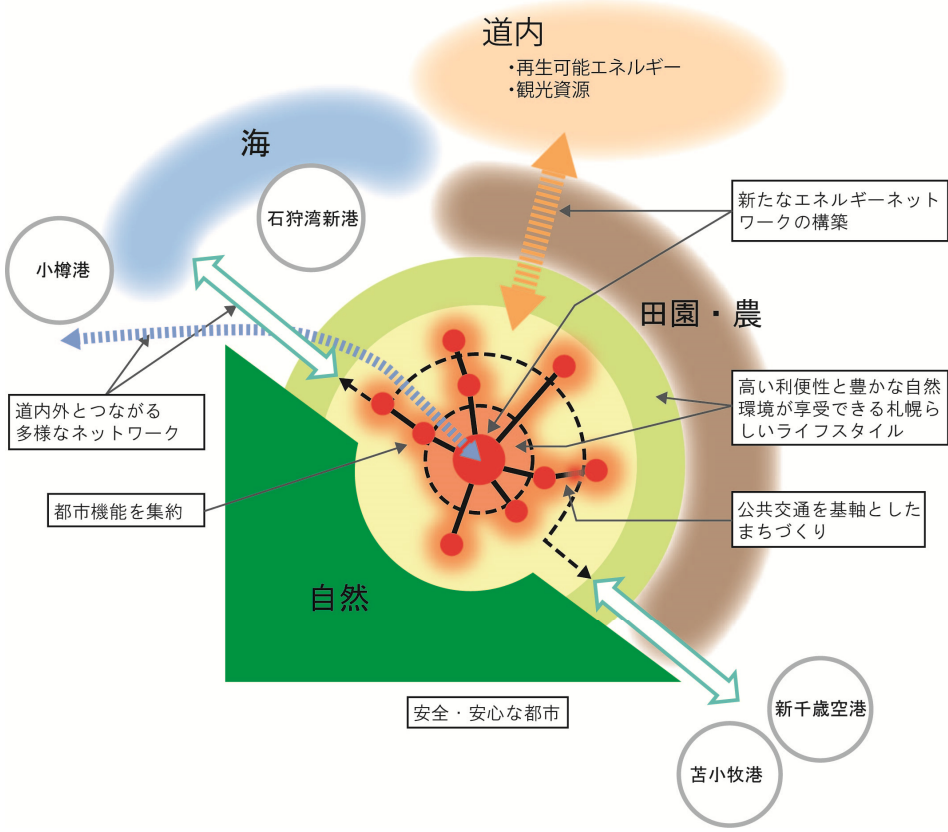 道内
・再生可能エネルギー
・観光資源
海
石狩湾新港
小樽港
新たなエネルギーネット
ワークの構築
田園・農
高い利便性と豊かな自然
環境が享受できる札幌ら
しいライフスタイル
道内外とつながる
多様なネットワーク
都市機能を集約
公共交通を基軸とした
まちづくり
自然
安全・安心な都市
新千歳空港
苫小牧港